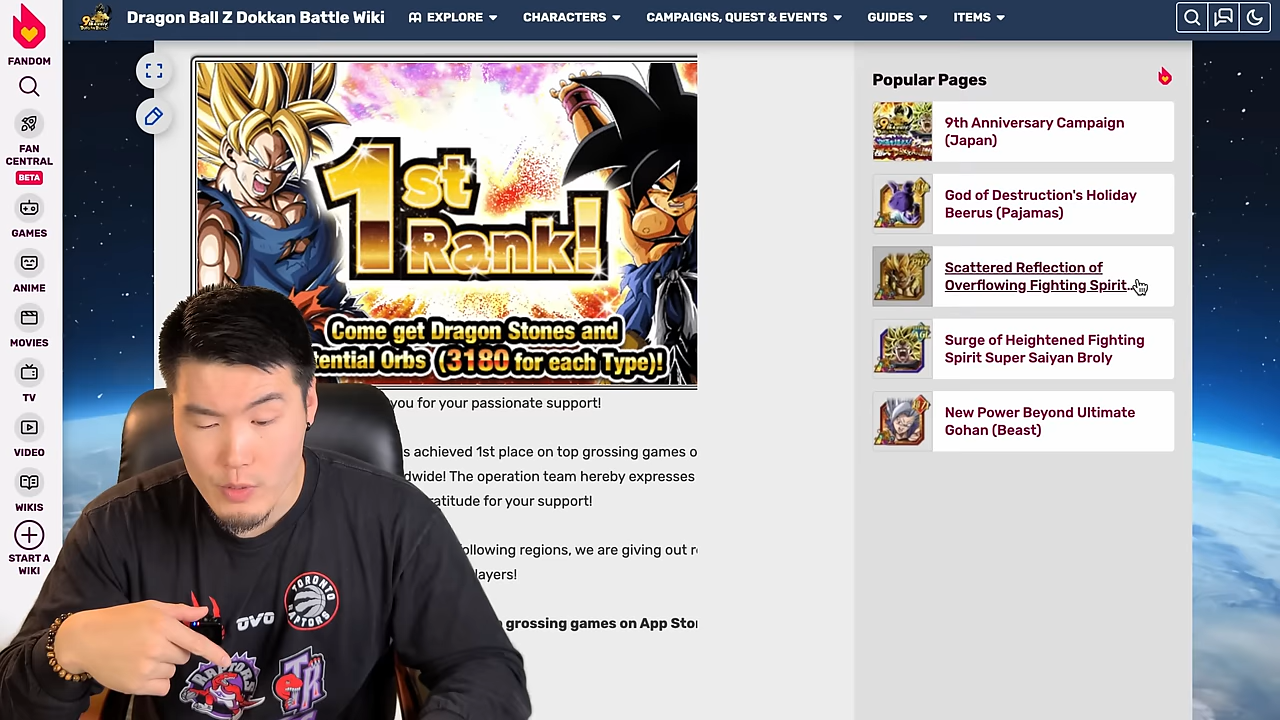 Dragon Ball Z Dokkan Battle Wiki
EXPLORE
CHARACTERS
CAMPAIGNS, QUEST & EVENTS
GUIDES
ITEMS
FANDOM
FAN
CENTRAL
BETA
GAMES
ANIME
MOVIES
TV
VIDEO
WIKIS
START A
WIKI
1st
Rank!
Come get Dragon Stones and
tential Orbs (3180 for each Type)!
you for your passionate support!
s achieved 1st place on top grossing games o
dwide! The operation team hereby expresses
ratitude for your support!
ollowing regions, we are giving out r
layers!
grossing games on App Stor
Popular Pages
9th Anniversary Campaign
(Japan)
God of Destruction's Holiday
Beerus (Pajamas)
Scattered Reflection of
Overflowing Fighting Spirit...
Surge of Heightened Fighting
Spirit Super Saiyan Broly
New Power Beyond Ultimate
Gohan (Beast)
OVO
TORONTO
RAPTORS
RAPTORS
TR